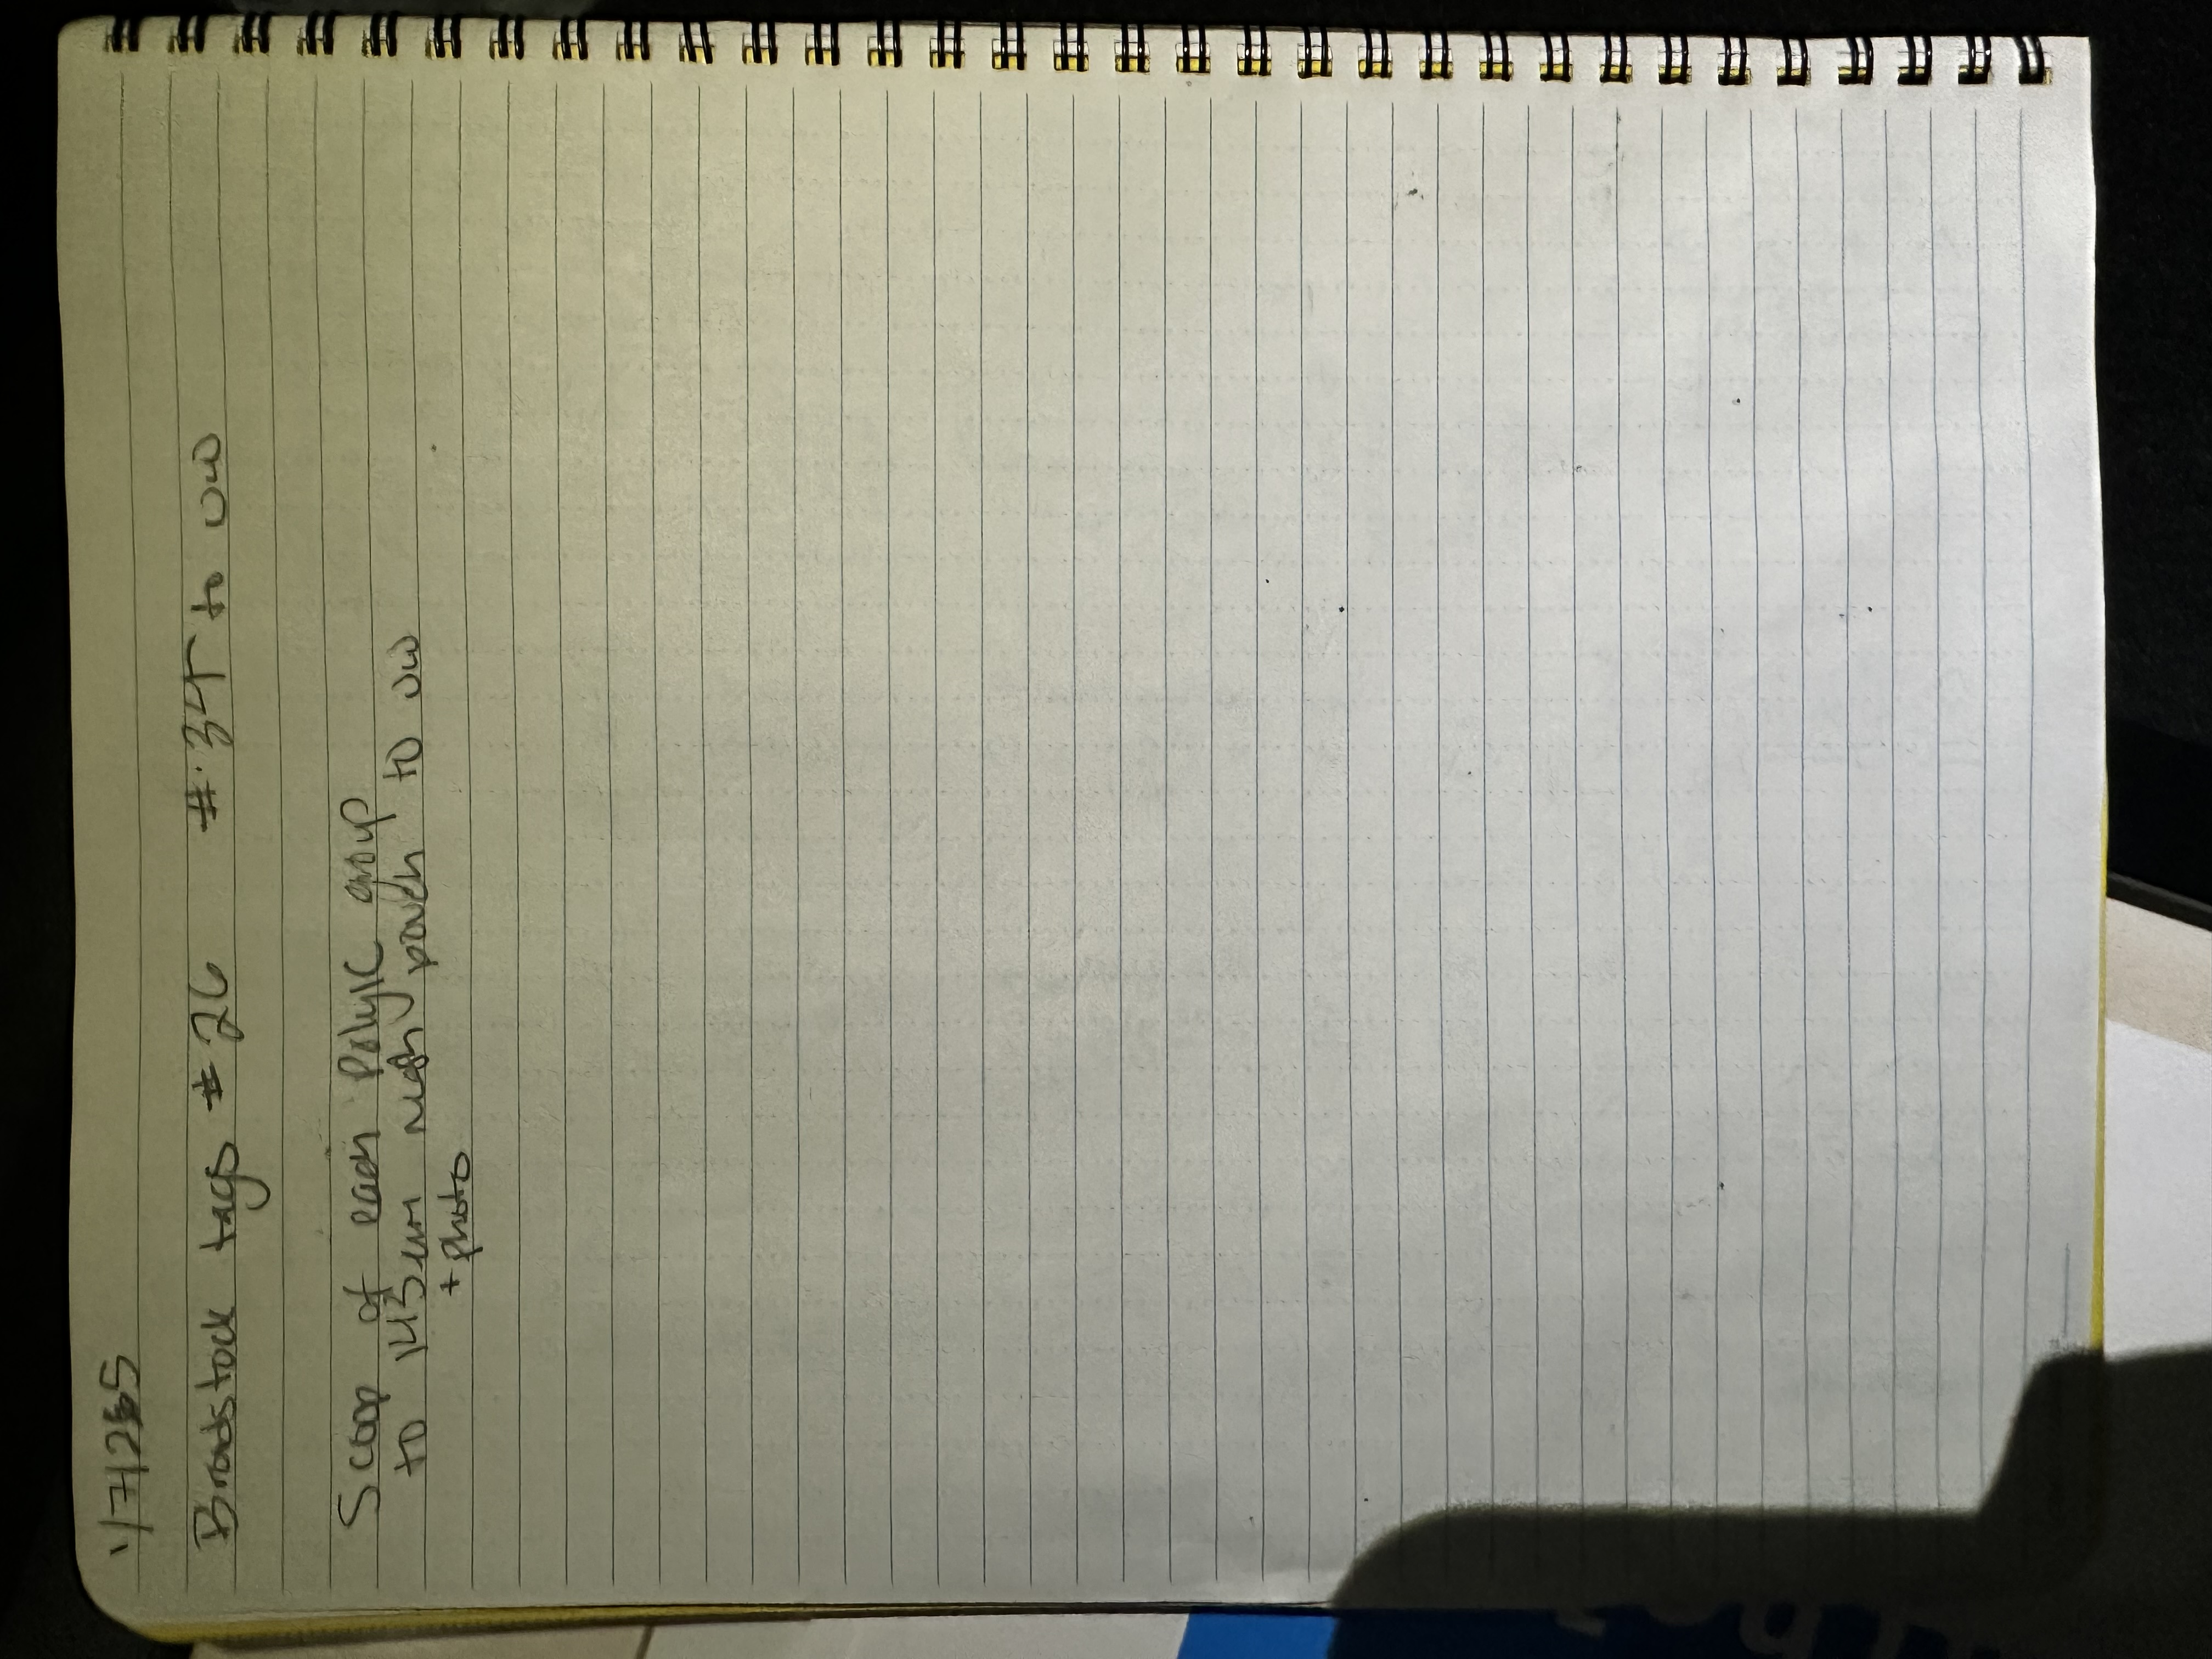 1/7/25
Broodstock tags #26 #34 to UW
Scoop of each PolyIC group
to 143um mesh pouch to UW
+ photo